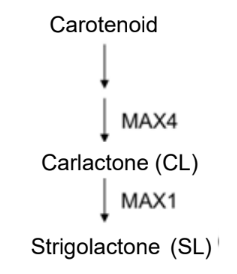 Carotenoid
MAX4
Carlactone (CL)
MAX1
Strigolactone (SL)